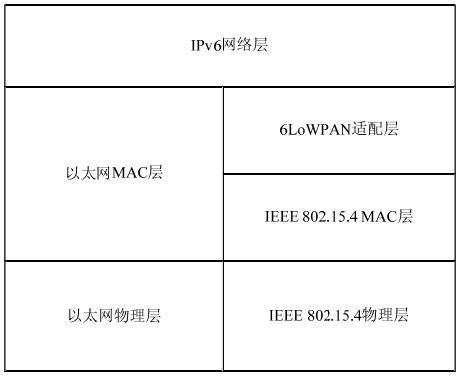 IPv6网络层
6LoWPAN适配层
以太网MAC层
IEEE 802.15.4 MAC层
以太网物理层
IEEE 802.15.4物理层